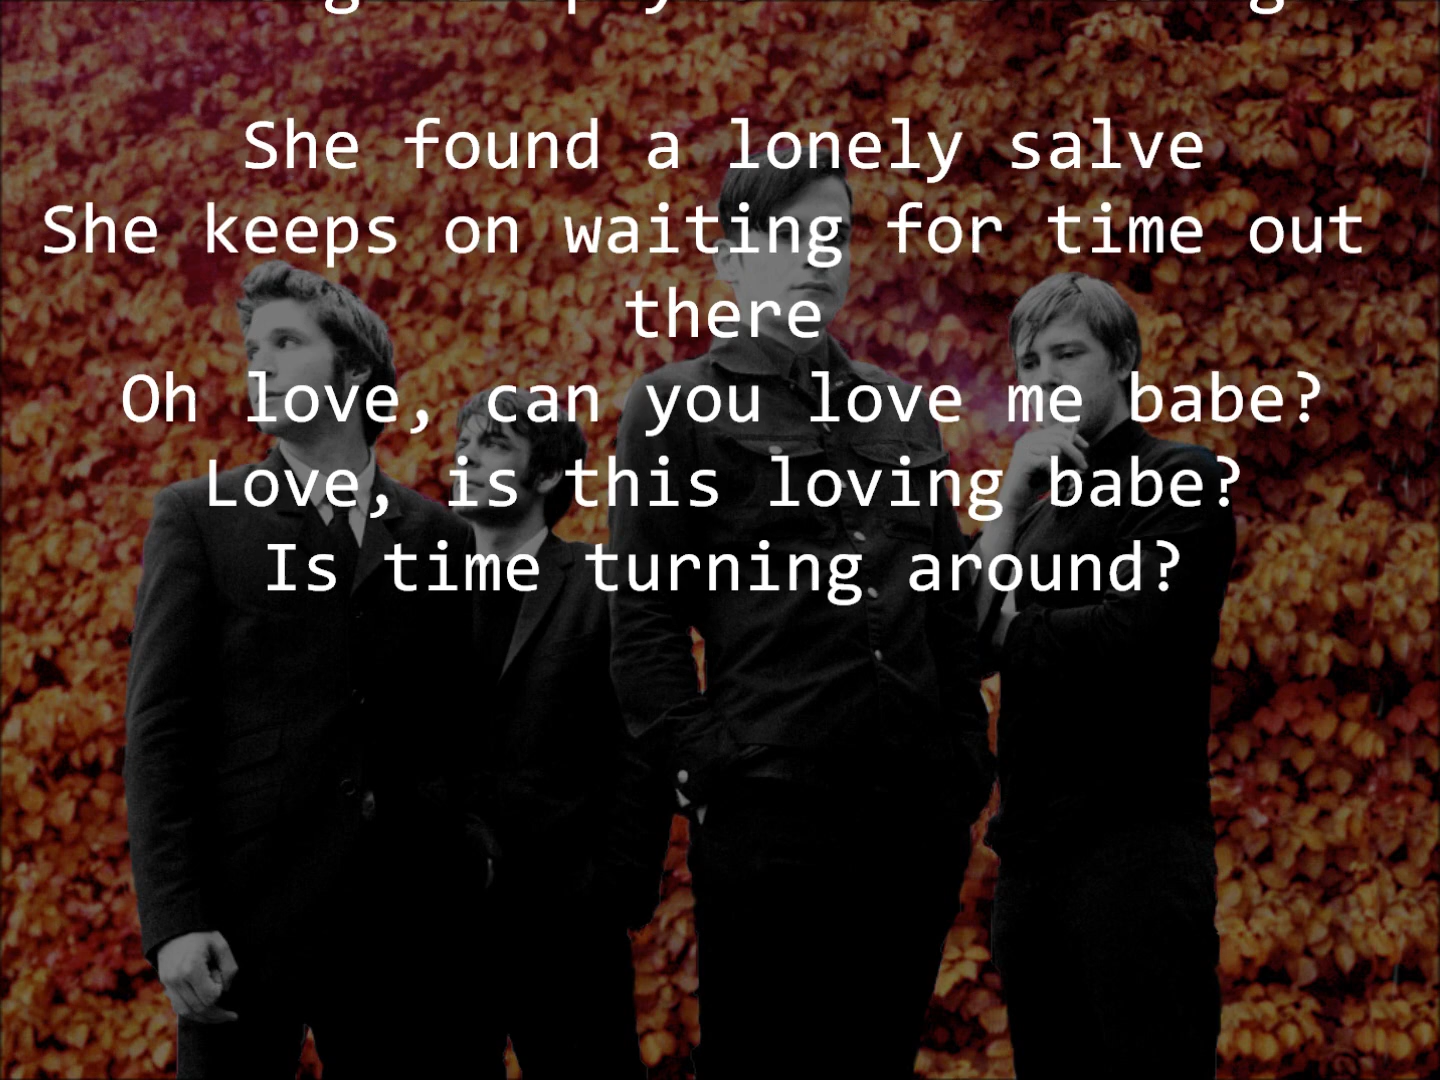 She found a lonely salve
She keeps on waiting for time out
there
Oh love, can you love me babe?
Love, is this loving babe?
Is time turning around?